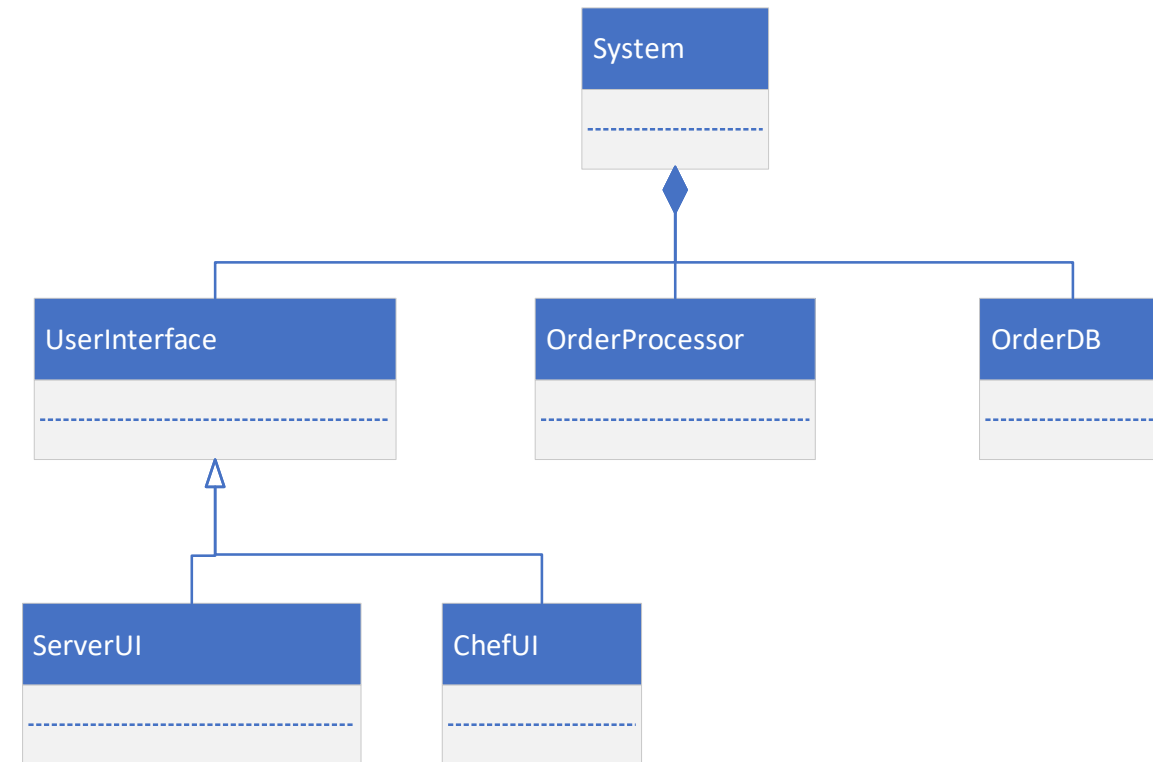 System
UserInterface
OrderProcessor
OrderDB
ServerUI
ChefUI